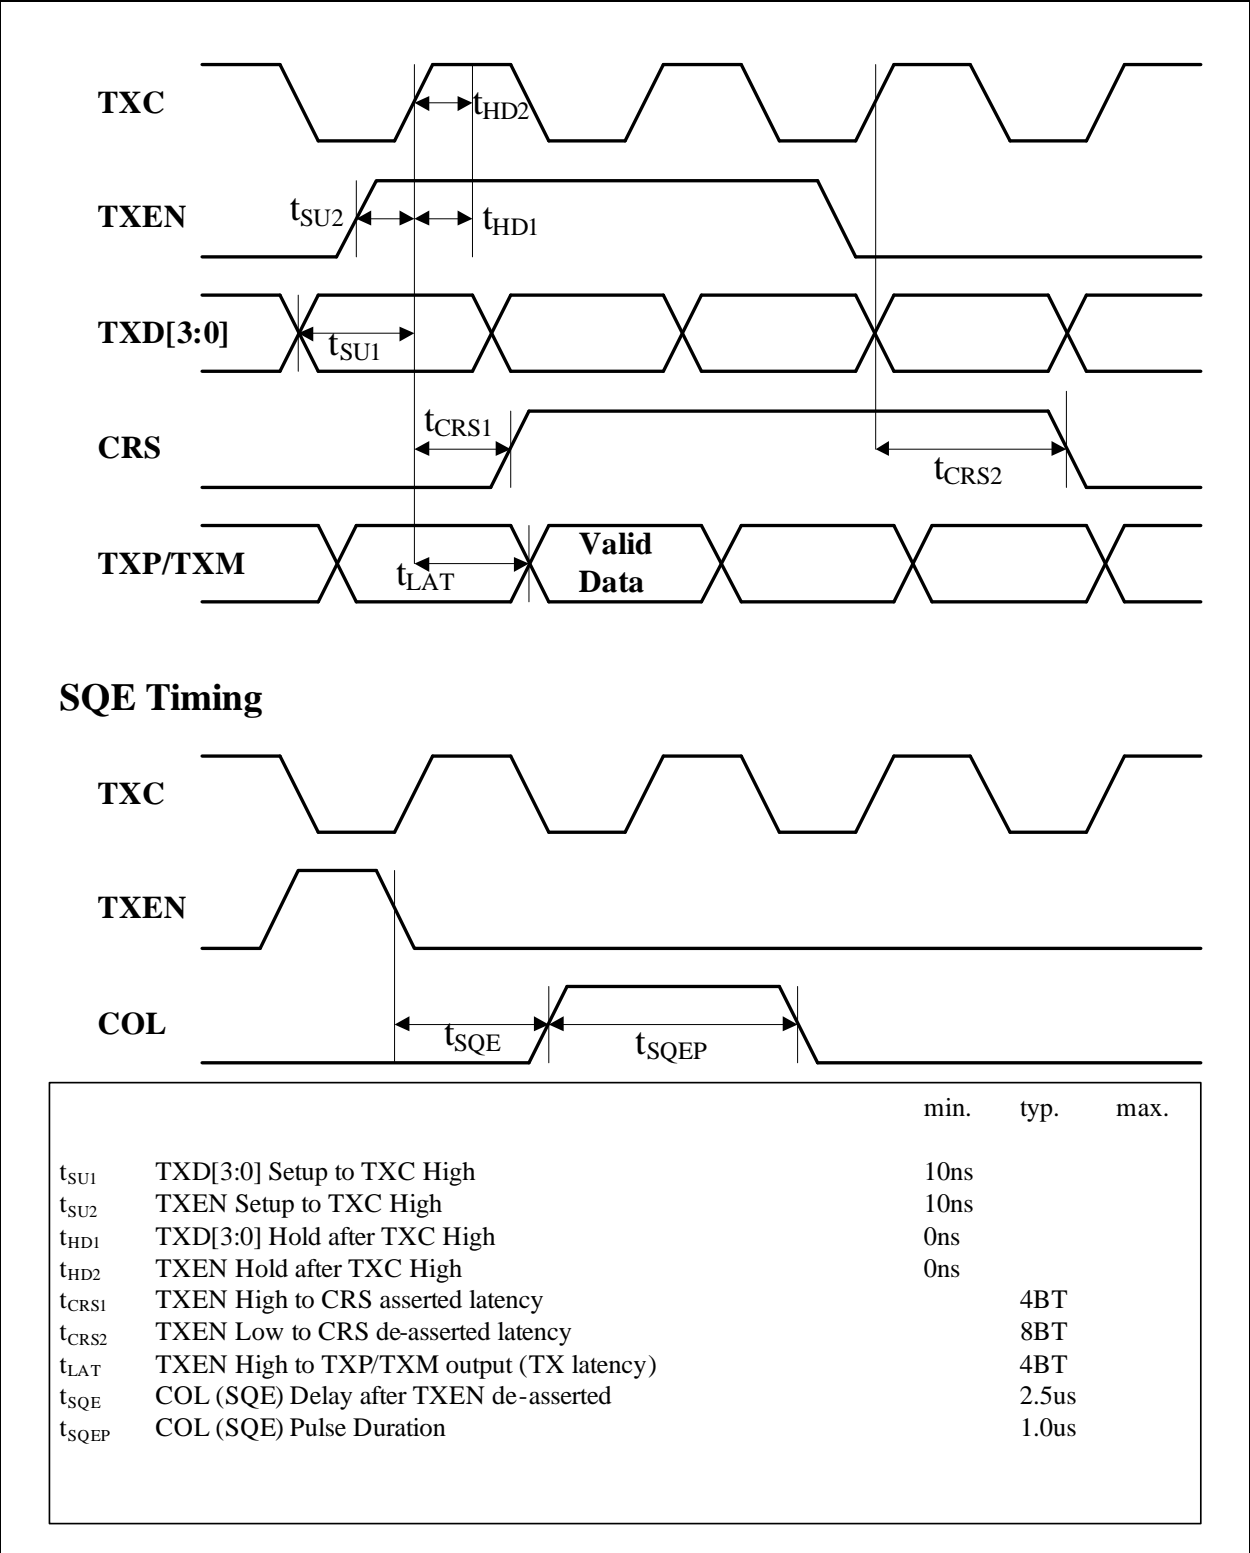 TXC
tHD2
TXEN
tSU2
tHD1
TXD[3:0]
tSU1
CRS
tCRS1
tCRS2
TXP/TXM
tLAT
Valid
Data
SQE Timing
TXC
TXEN
COL
tSQE
tSQEP
min. typ. max.
tSU1 TXD[3:0] Setup to TXC High 10ns
tSU2 TXEN Setup to TXC High 10ns
tHD1 TXD[3:0] Hold after TXC High 0ns
tHD2 TXEN Hold after TXC High 0ns
tCRS1 TXEN High to CRS asserted latency 4BT
tCRS2 TXEN Low to CRS de-asserted latency 8BT
tLAT TXEN High to TXP/TXM output (TX latency) 4BT
tSQE COL (SQE) Delay after TXEN de-asserted 2.5us
tSQEP COL (SQE) Pulse Duration 1.0us